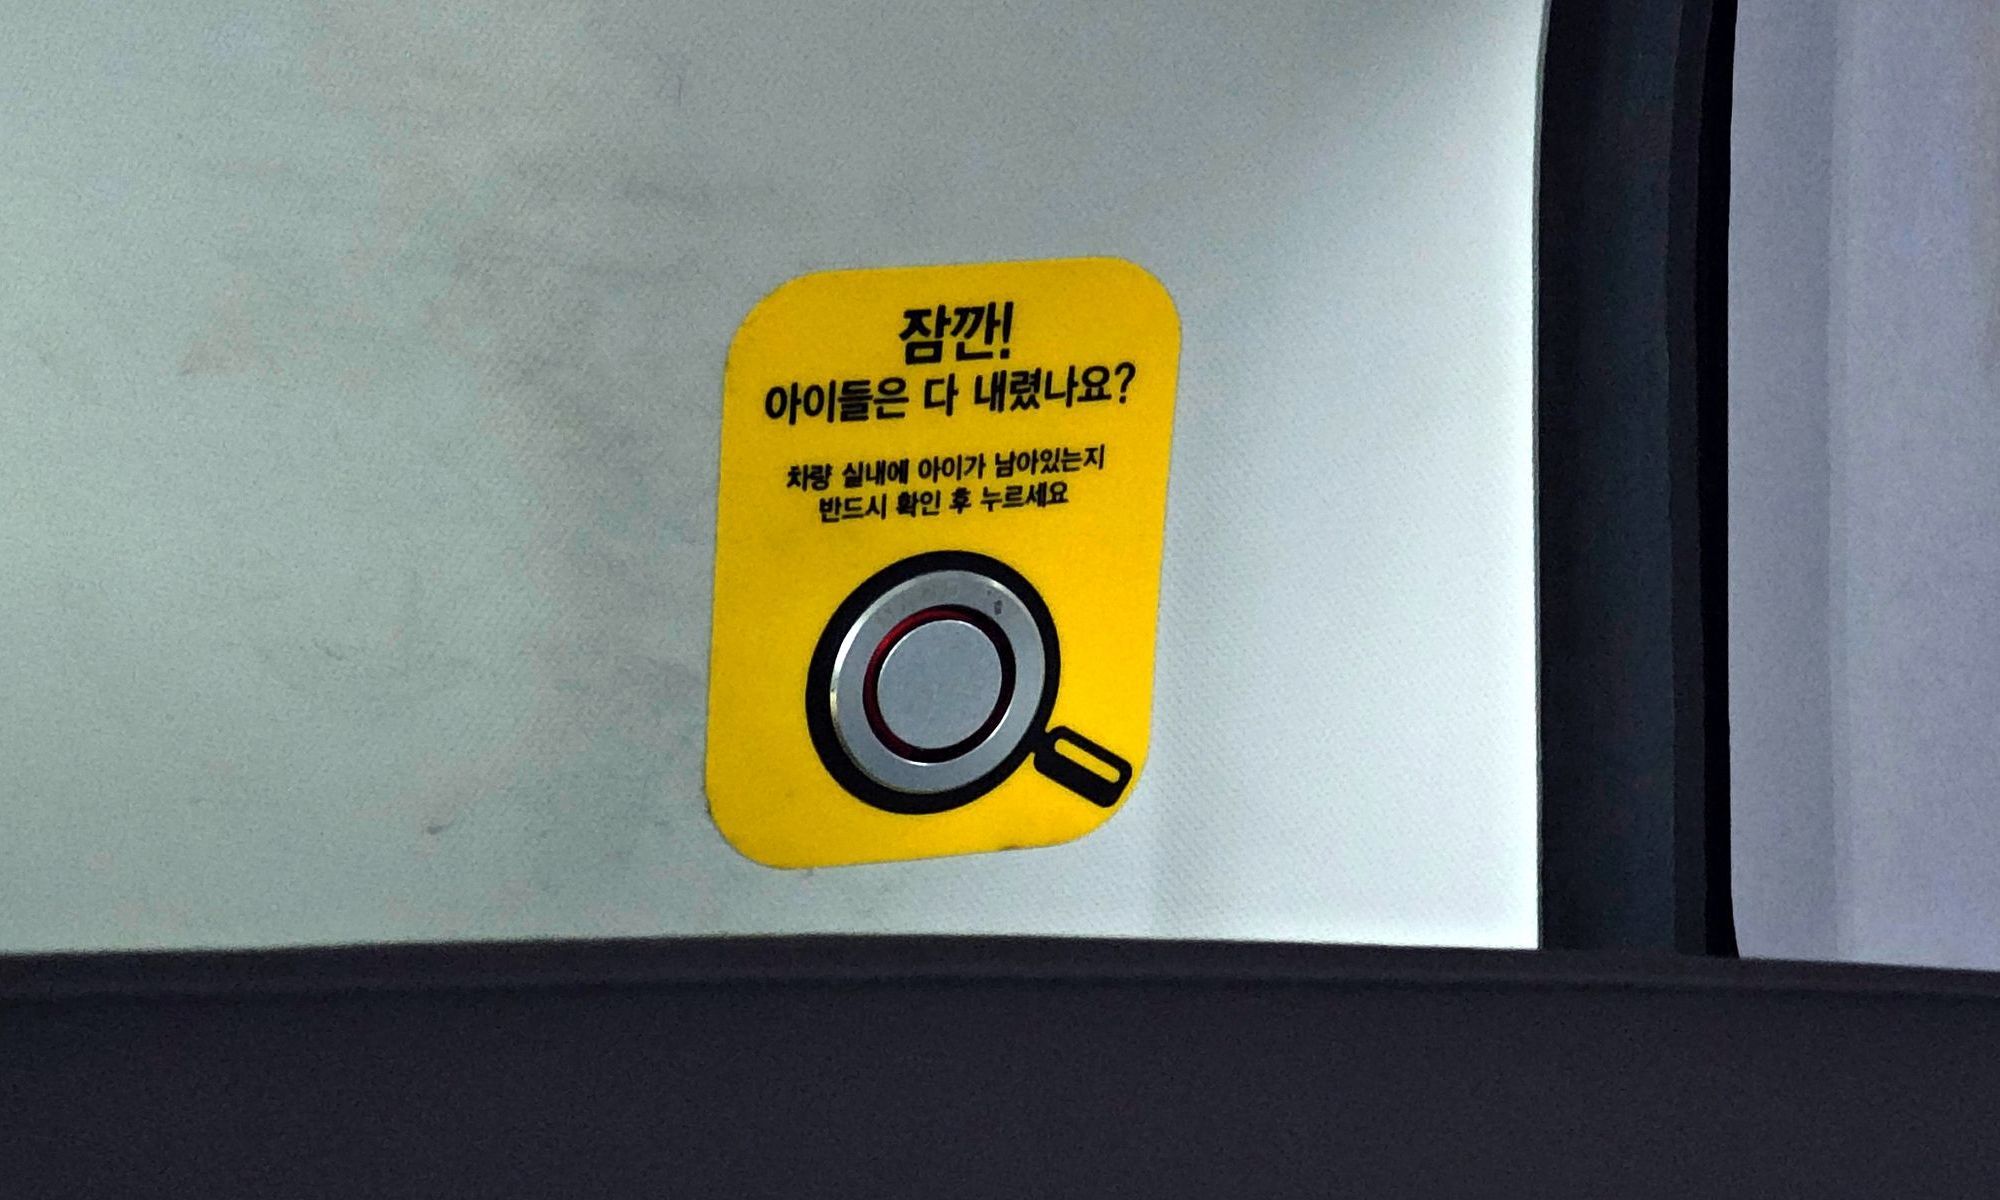 잠깐!
아이들은 다 내렸나요?
차량 실내에 아이가 남아있는지
반드시 확인 후 누르세요